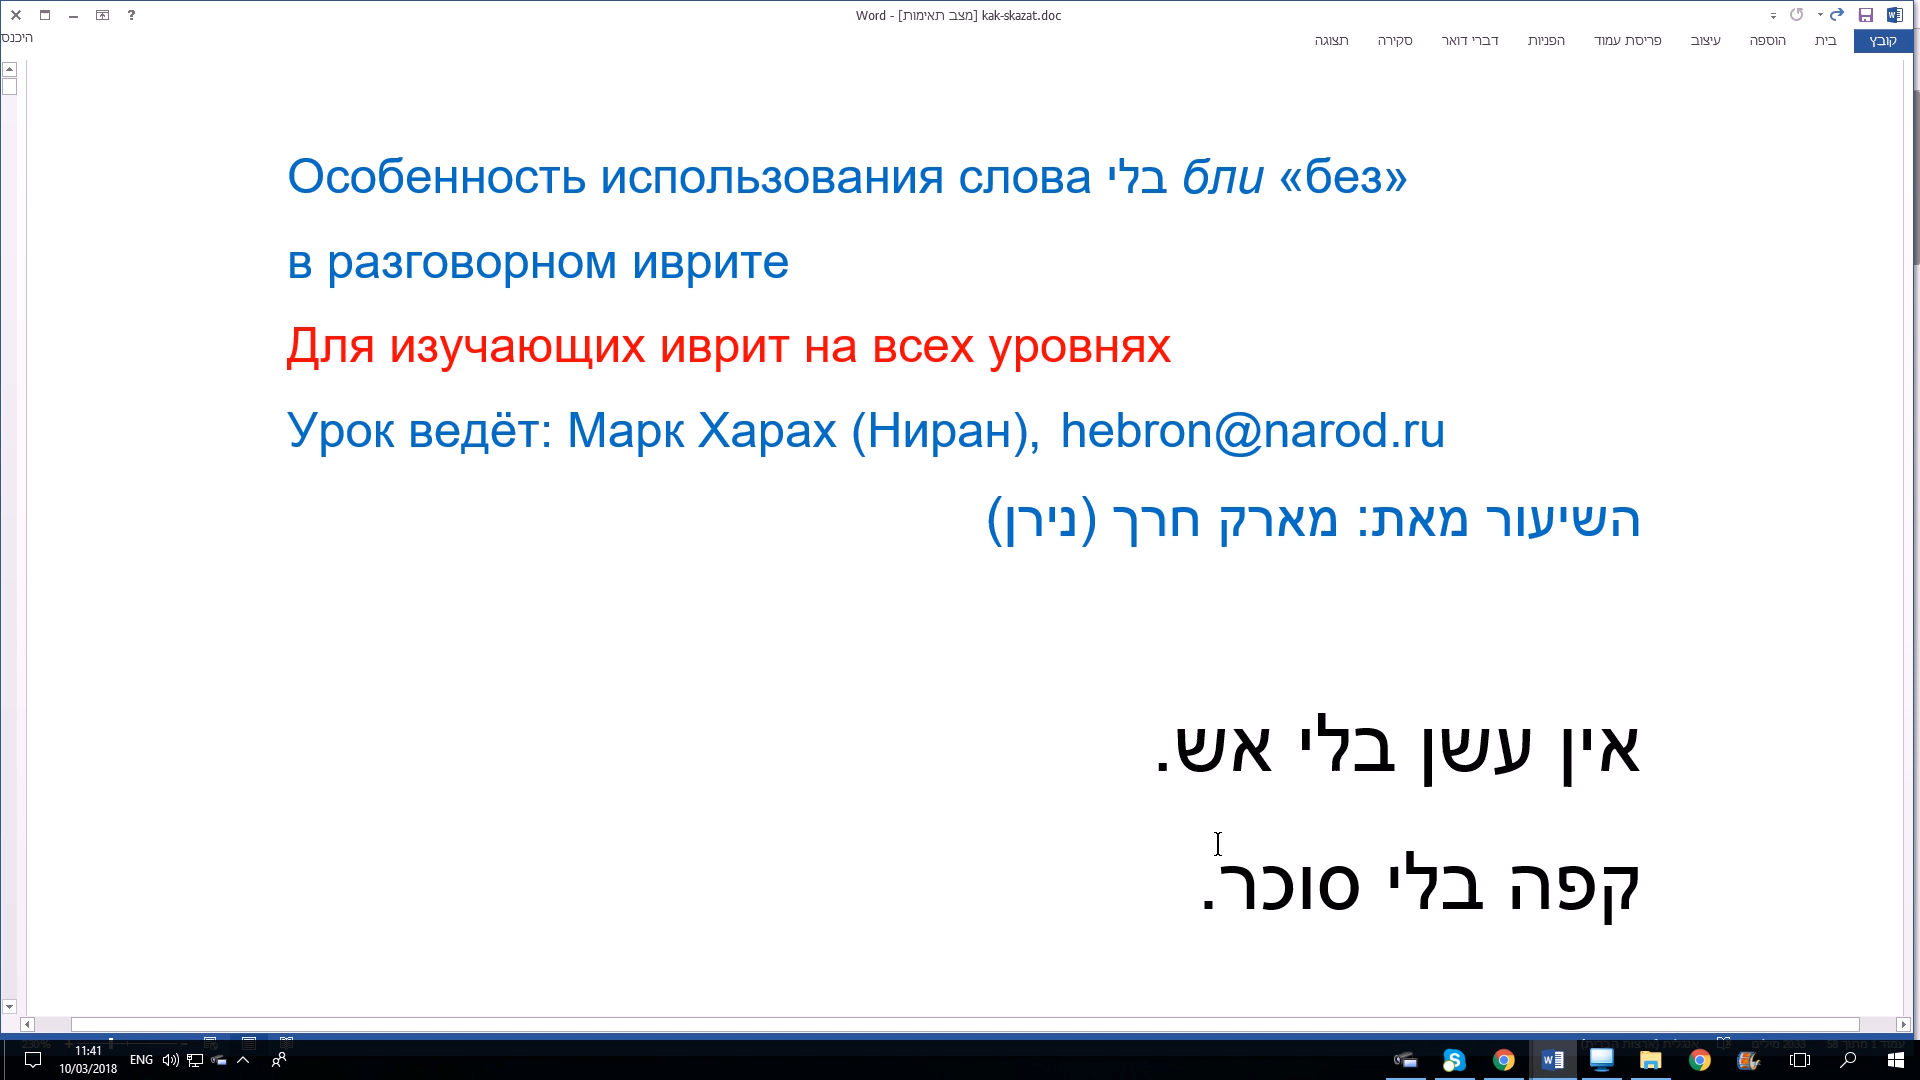 kak-skazat.doc [מצב תאימות] - Word
היכנס
קובץ בית הוספה עיצוב פריסת עמוד הפניות דברי דואר סקירה תצוגה
Особенность использования слова בלי бли «без»
в разговорном иврите
Для изучающих иврит на всех уровнях
Урок ведёт: Марк Харах (Ниран), hebron@narod.ru
השיעור מאת: מארק חרך (נירן)
אין עשן בלי אש.
קפה בלי סוכר.
230%
ENG
11:41
10/03/2018